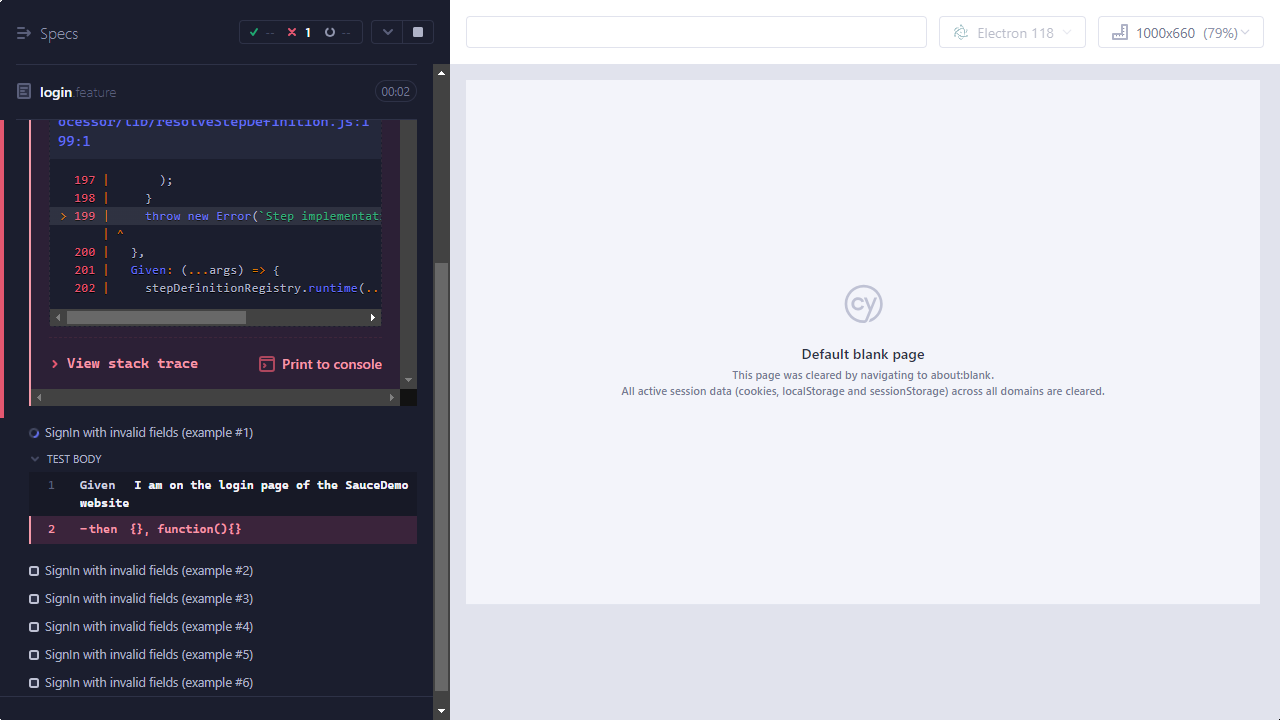 Specs
-- 1 --
Electron 118
1000x660 (79%)
login.feature
00:02
ocessor/lib/resolveStepDefinition.js:1
99:1
197 | );
198 | }
> 199 | throw new Error(`Step implementat
| ^
200 | },
201 | Given: (...args) => {
202 | stepDefinitionRegistry.runtime(..
> View stack trace
Print to console
SignIn with invalid fields (example #1)
TEST BODY
1 Given I am on the login page of the SauceDemo
website
2 -then {}, function(){}
SignIn with invalid fields (example #2)
SignIn with invalid fields (example #3)
SignIn with invalid fields (example #4)
SignIn with invalid fields (example #5)
SignIn with invalid fields (example #6)
cy
Default blank page
This page was cleared by navigating to about:blank.
All active session data (cookies, localStorage and sessionStorage) across all domains are cleared.